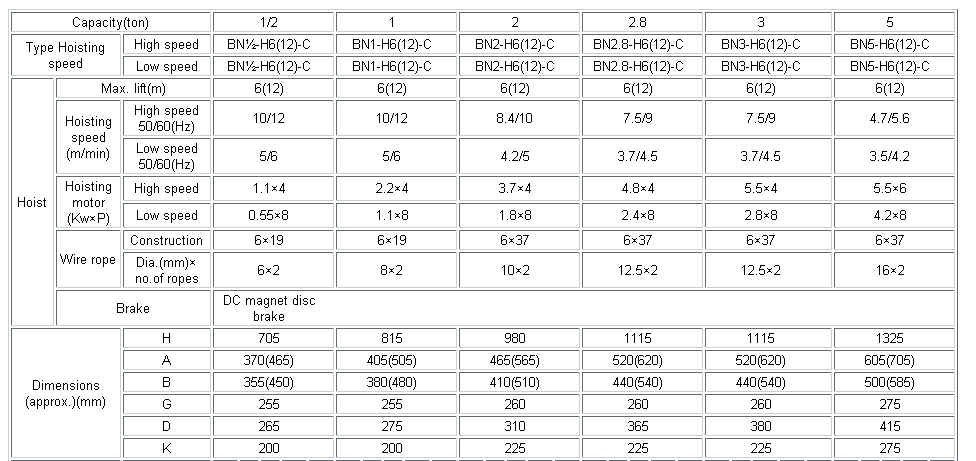 Capacity(ton) 1/2 1 2 2.8 3 5
Type Hoisting speed High speed BN½-H6(12)-C BN1-H6(12)-C BN2-H6(12)-C BN2.8-H6(12)-C BN3-H6(12)-C BN5-H6(12)-C
Low speed BN½-H6(12)-C BN1-H6(12)-C BN2-H6(12)-C BN2.8-H6(12)-C BN3-H6(12)-C BN5-H6(12)-C
Hoist Max. lift(m) 6(12) 6(12) 6(12) 6(12) 6(12) 6(12)
Hoisting speed (m/min) High speed 50/60(Hz) 10/12 10/12 8.4/10 7.5/9 7.5/9 4.7/5.6
Low speed 50/60(Hz) 5/6 5/6 4.2/5 3.7/4.5 3.7/4.5 3.5/4.2
Hoisting motor (Kw×P) High speed 1.1×4 2.2×4 3.7×4 4.8×4 5.5×4 5.5×6
Low speed 0.55×8 1.1×8 1.8×8 2.4×8 2.8×8 4.2×8
Wire rope Construction 6×19 6×19 6×37 6×37 6×37 6×37
Dia.(mm)× no.of ropes 6×2 8×2 10×2 12.5×2 12.5×2 16×2
Brake DC magnet disc brake
Dimensions (approx.)(mm) H 705 815 980 1115 1115 1325
A 370(465) 405(505) 465(565) 520(620) 520(620) 605(705)
B 355(450) 380(480) 410(510) 440(540) 440(540) 500(585)
G 255 255 260 260 260 275
D 265 275 310 365 380 415
K 200 200 225 225 225 275